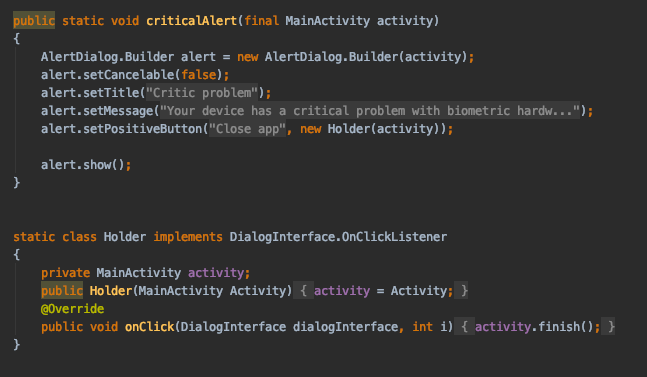 public static void criticalAlert(final MainActivity activity)
{
    AlertDialog.Builder alert = new AlertDialog.Builder(activity);
    alert.setCancelable(false);
    alert.setTitle("Critic problem");
    alert.setMessage("Your device has a critical problem with biometric hardw...");
    alert.setPositiveButton("Close app", new Holder(activity));
    alert.show();
}
static class Holder implements DialogInterface.OnClickListener
{
    private MainActivity activity;
    public Holder(MainActivity Activity) { activity = Activity; }
    @Override
    public void onClick(DialogInterface dialogInterface, int i) { activity.finish(); }
}